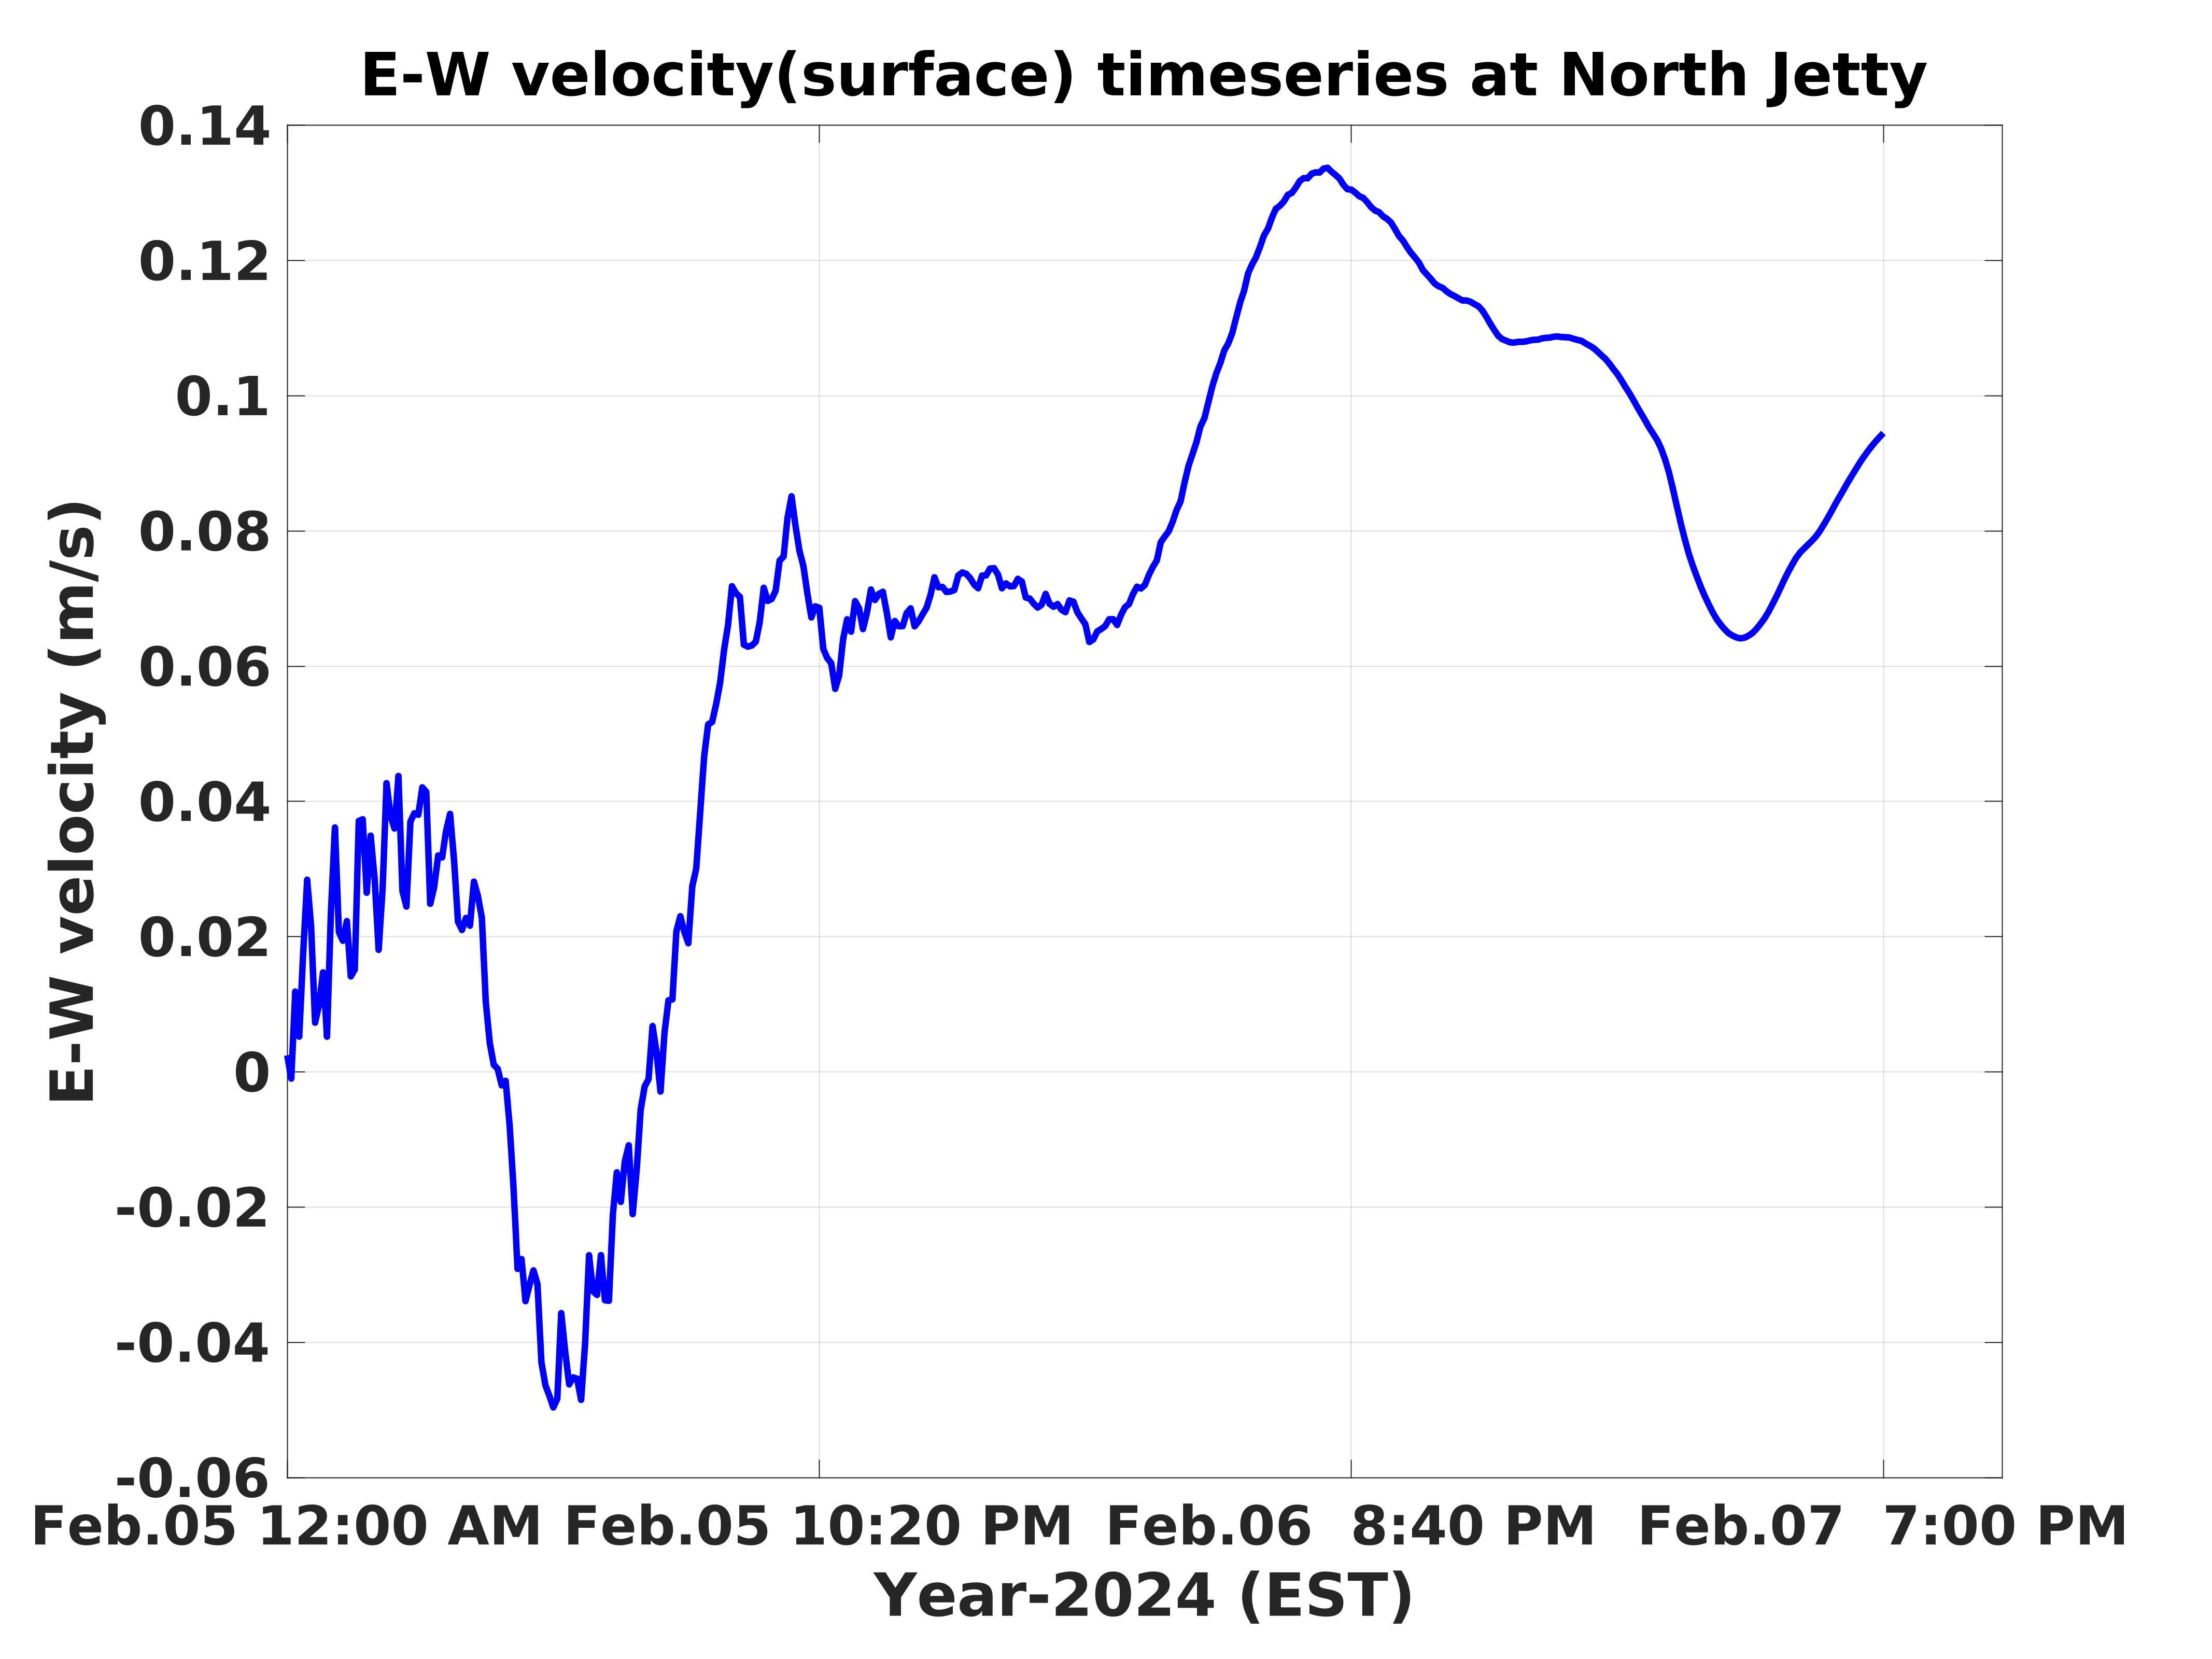 E-W velocity(surface) timeseries at North Jetty
E-W velocity (m/s)
0.14
0.12
0.1
0.08
0.06
0.04
0.02
0
-0.02
-0.04
-0.06
Feb.05 12:00 AM Feb.05 10:20 PM Feb.06 8:40 PM Feb.07 7:00 PM
Year-2024 (EST)